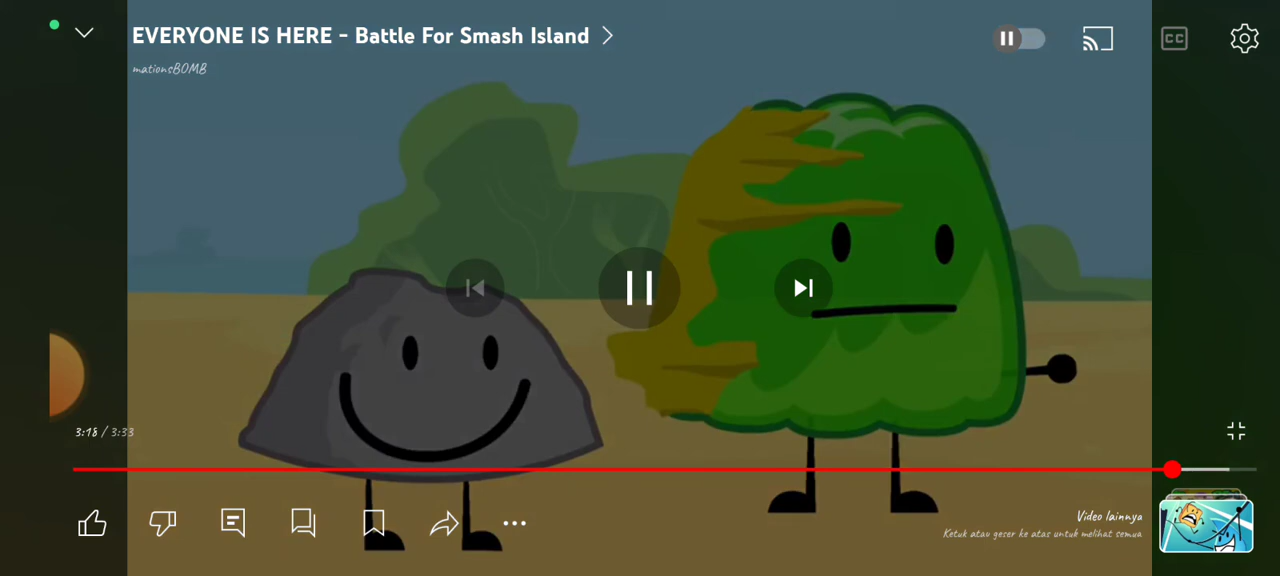 EVERYONE IS HERE - Battle For Smash Island
mationsBOMB
CC
3:18 / 3:33
Video lainnya
Ketuk atau geser ke atas untuk melihat semua